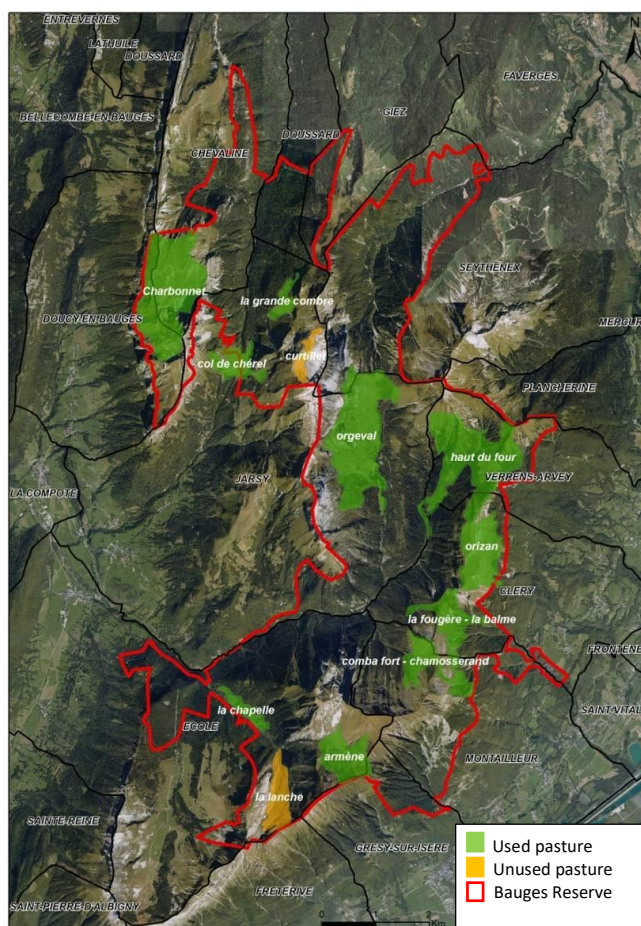 ENTREVERNES
LATHUILE
DOUSSARD
N
FAVERGES
BELLECOMBE-EN-BAUGES
GIEZ
DOUSSARD
CHEVALINE
SEYTHENEX
Charbonnet
la grande combre
DOUCY-EN-BAUGES
MERCUR
curtillet
col de chérel
PLANCHERINE
orgeval
haut du four
JARSY
VERRENS-ARVEY
LA COMPOTE
orizan
CLERY
la fougère - la balme
FRONTENE
comba fort - chamosserand
SAINT-VITAL
la chapelle
ECOLE
armène
MONTAILLEUR
la lanche
SAINTE-REINE
GRESY-SUR-ISERE
FRETERIVE
SAINT-PIERRE-D'ALBIGNY
0 1 2
Km
Used pasture
Unused pasture
Bauges Reserve